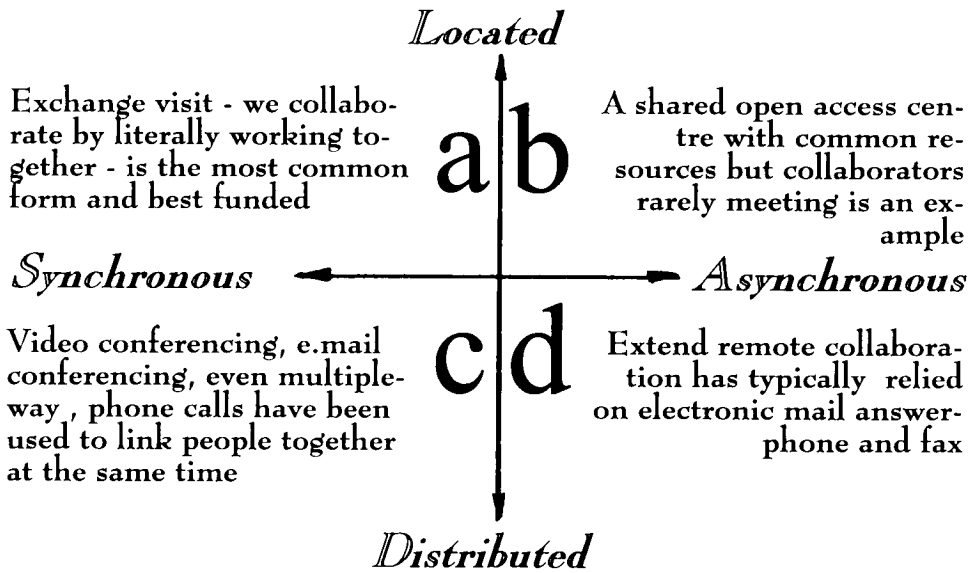 Located
Exchange visit - we collabo-
rate by literally working to-
gether - is the most common
form and best funded
a
b
A shared open access cen-
tre with common re-
sources but collaborators
rarely meeting is an ex-
ample
Synchronous
Asynchronous
Video conferencing, e.mail
conferencing, even multiple-
way , phone calls have been
used to link people together
at the same time
c
d
Extend remote collabora-
tion has typically relied
on electronic mail answer-
phone and fax
Distributed